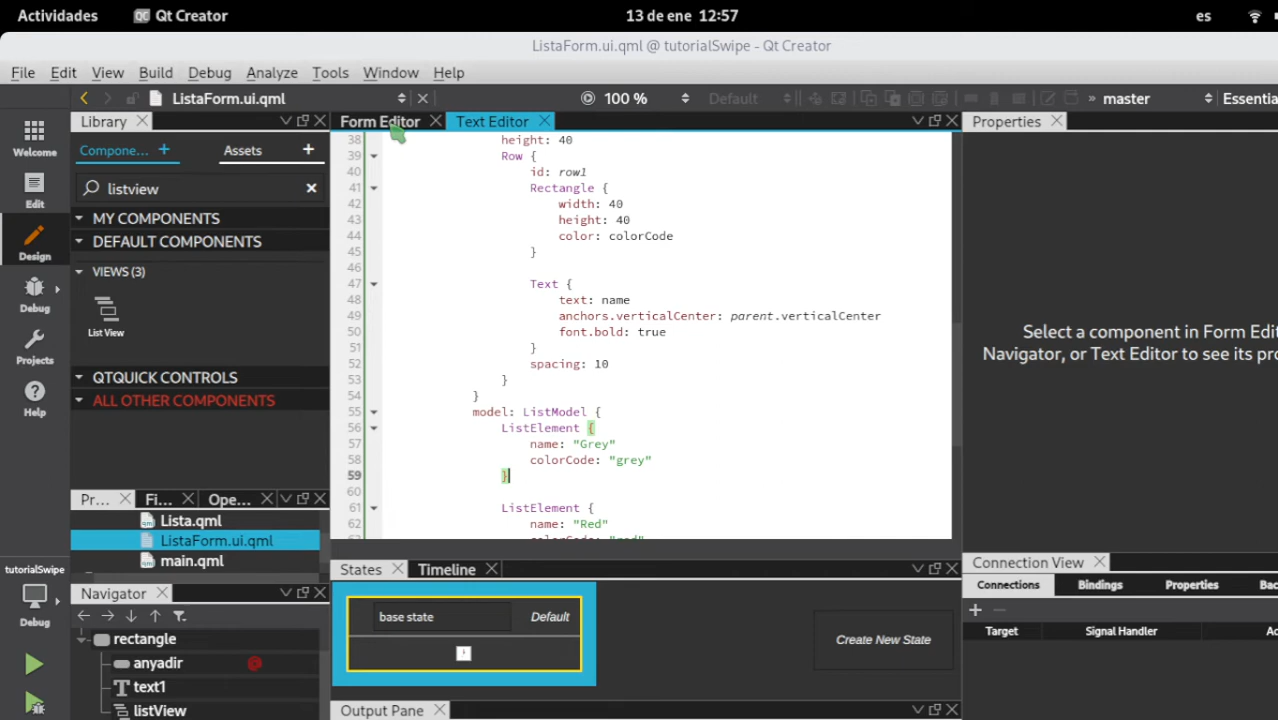 Actividades Qt Creator 13 de ene 12:57 es
ListaForm.ui.qml @ tutorialSwipe - Qt Creator
File Edit View Build Debug Analyze Tools Window Help
ListaForm.ui.qml 100 % Default » master Essentia
Library Form Editor Text Editor Properties
Welcome
Compone... + Assets +
listview
Edit
MY COMPONENTS
DEFAULT COMPONENTS
Design
VIEWS (3)
Debug
List View
Projects
QTQUICK CONTROLS
ALL OTHER COMPONENTS
Help
38 height: 40
39 Row {
40 id: row1
41 Rectangle {
42 width: 40
43 height: 40
44 color: colorCode
45 }
46
47 Text {
48 text: name
49 anchors.verticalCenter: parent.verticalCenter
50 font.bold: true
51 }
52 spacing: 10
53 }
54 }
55 model: ListModel {
56 ListElement {
57 name: "Grey"
58 colorCode: "grey"
59 }
60
61 ListElement {
62 name: "Red"
Select a component in Form Edit
Navigator, or Text Editor to see its pro
Pr... Fi... Ope...
Lista.qml
ListaForm.ui.qml
main.qml
tutorialSwipe
Debug
Navigator
rectangle
anyadir
text1
listView
States Timeline
base state Default
Create New State
Output Pane
Connection View
Connections Bindings Properties Bac
Target Signal Handler Ac